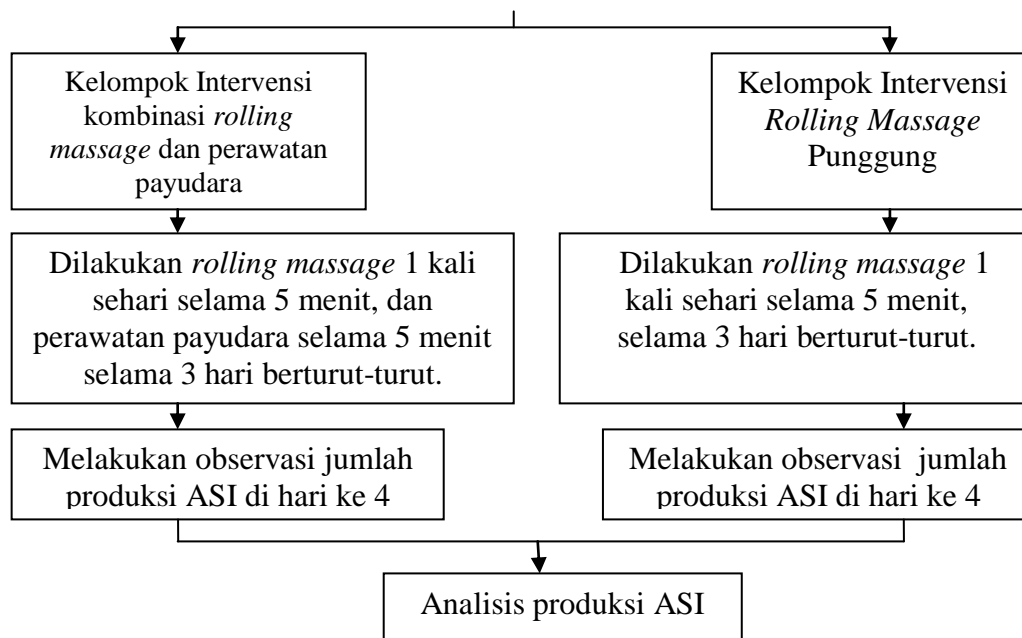 Kelompok Intervensi
kombinasi rolling
massage dan perawatan
payudara
Kelompok Intervensi
Rolling Massage
Punggung
Dilakukan rolling massage 1 kali
sehari selama 5 menit, dan
perawatan payudara selama 5 menit
selama 3 hari berturut-turut.
Dilakukan rolling massage 1
kali sehari selama 5 menit,
selama 3 hari berturut-turut.
Melakukan observasi jumlah
produksi ASI di hari ke 4
Melakukan observasi jumlah
produksi ASI di hari ke 4
Analisis produksi ASI